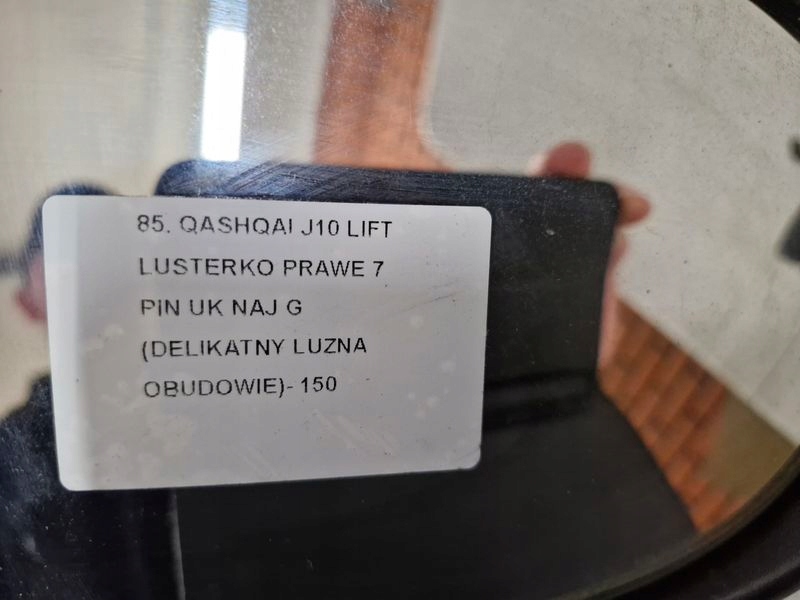 85. QASHQAI J10 LIFT
LUSTERKO PRAWE 7
PIN UK NAJ G
(DELIKATNY LUZNA
OBUDOWIE)- 150